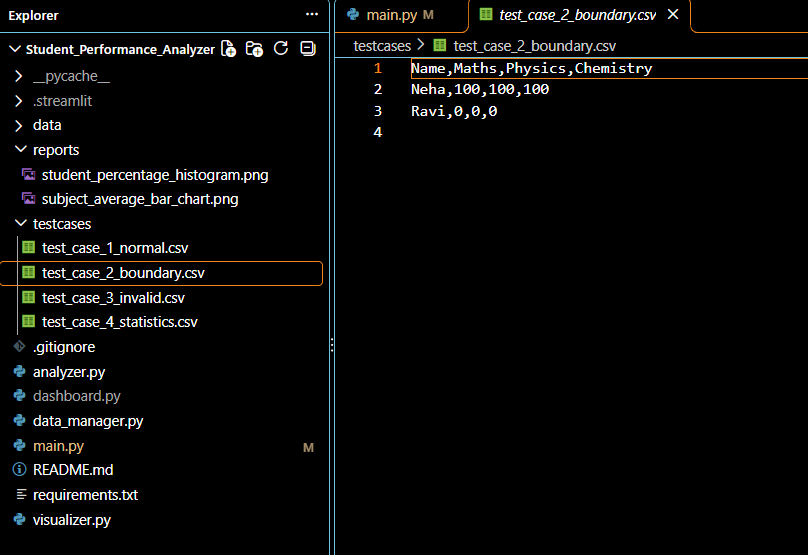 Explorer
Student_Performance_Analyzer
__pycache__
.streamlit
data
reports
student_percentage_histogram.png
subject_average_bar_chart.png
testcases
test_case_1_normal.csv
test_case_2_boundary.csv
test_case_3_invalid.csv
test_case_4_statistics.csv
.gitignore
analyzer.py
dashboard.py
data_manager.py
main.py M
README.md
requirements.txt
visualizer.py
main.py M test_case_2_boundary.csv
testcases > test_case_2_boundary.csv
1 Name,Maths,Physics,Chemistry
2 Neha,100,100,100
3 Ravi,0,0,0
4